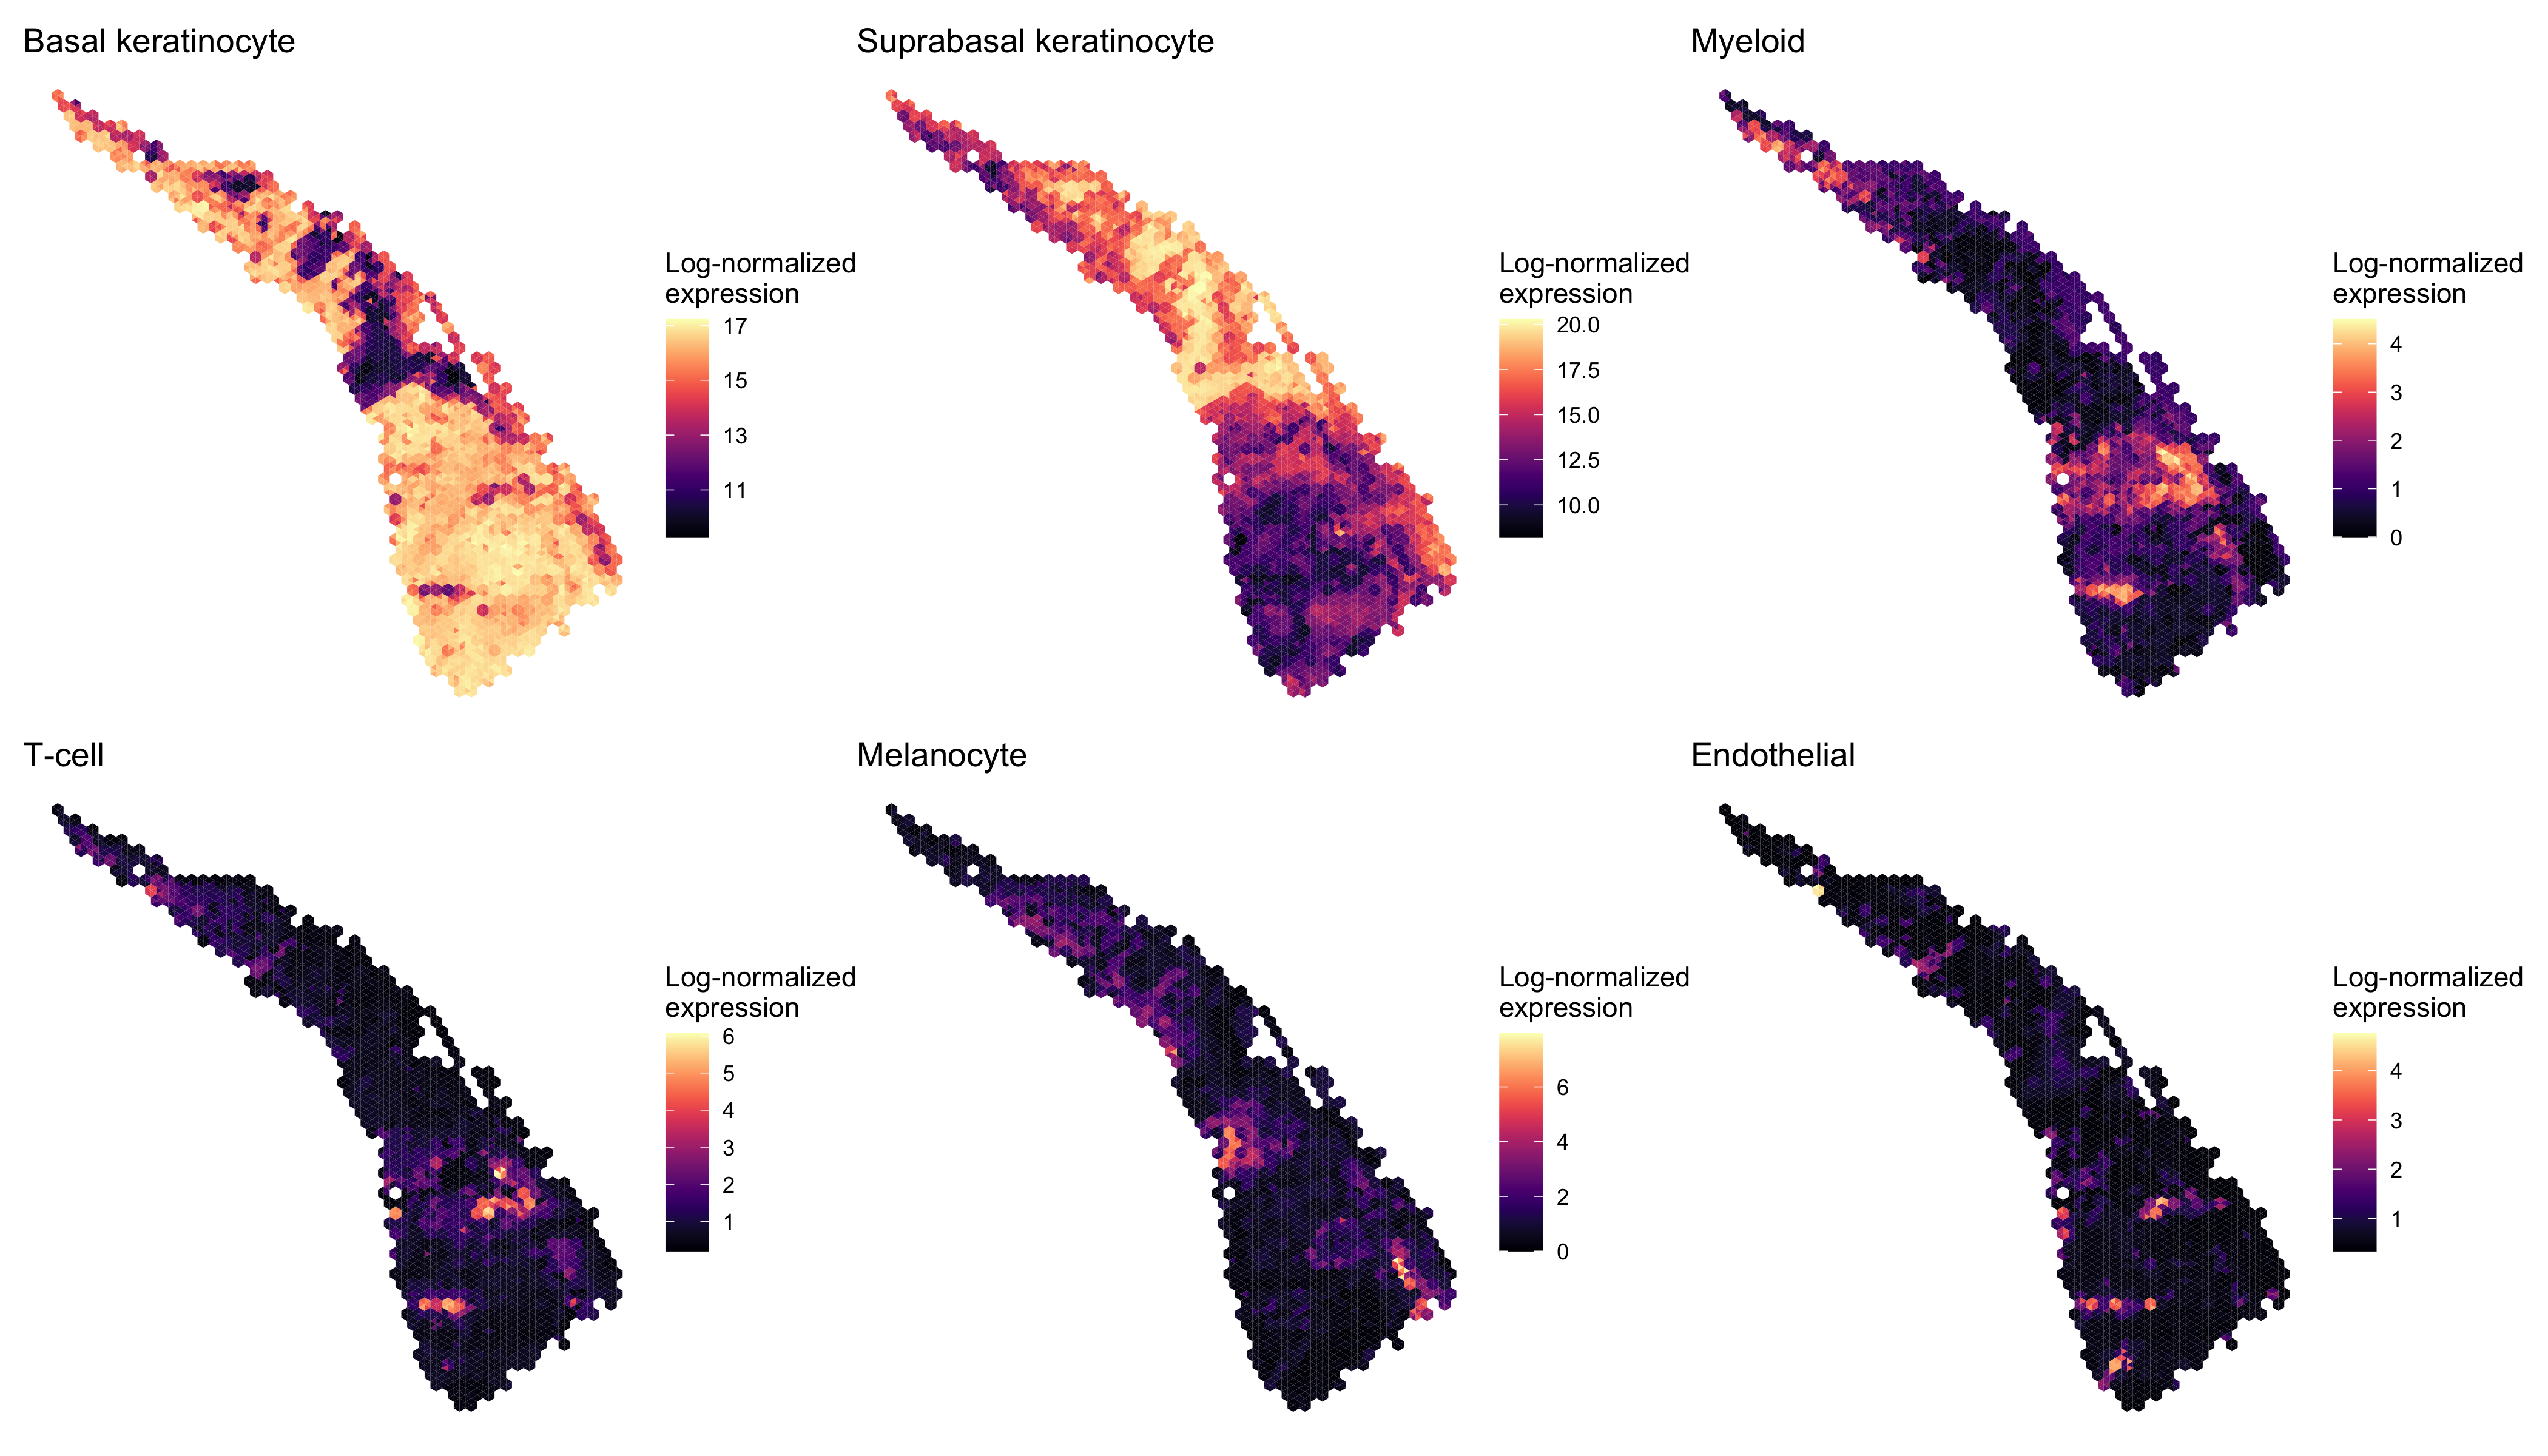 Basal keratinocyte
Suprabasal keratinocyte
Myeloid
Log-normalized
expression
17
15
13
11
Log-normalized
expression
20.0
17.5
15.0
12.5
10.0
Log-normalized
expression
4
3
2
1
0
T-cell
Melanocyte
Endothelial
Log-normalized
expression
6
5
4
3
2
1
Log-normalized
expression
6
4
2
0
Log-normalized
expression
4
3
2
1